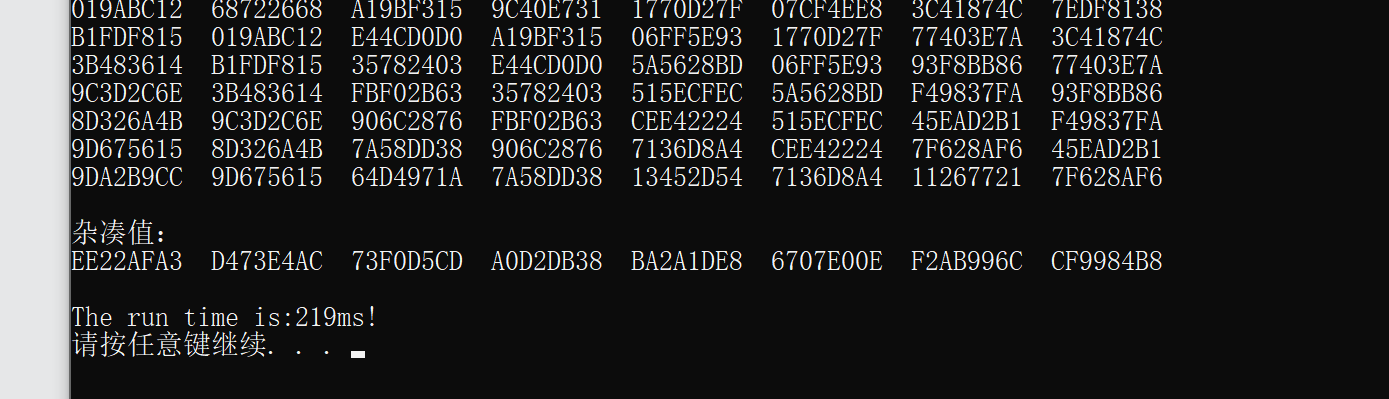 019ABC12 68722668 A19BF315 9C40E731 1770D27F 07CF4EE8 3C41874C 7EDF8138
B1FDF815 019ABC12 E44CD0D0 A19BF315 06FF5E93 1770D27F 77403E7A 3C41874C
3B483614 B1FDF815 35782403 E44CD0D0 5A5628BD 06FF5E93 93F8BB86 77403E7A
9C3D2C6E 3B483614 FBF02B63 35782403 515ECFEC 5A5628BD F49837FA 93F8BB86
8D326A4B 9C3D2C6E 906C2876 FBF02B63 CEE42224 515ECFEC 45EAD2B1 F49837FA
9D675615 8D326A4B 7A58DD38 906C2876 7136D8A4 CEE42224 7F628AF6 45EAD2B1
9DA2B9CC 9D675615 64D4971A 7A58DD38 13452D54 7136D8A4 11267721 7F628AF6
杂凑值:
EE22AFA3 D473E4AC 73F0D5CD A0D2DB38 BA2A1DE8 6707E00E F2AB996C CF9984B8
The run time is:219ms!
请按任意键继续. . .